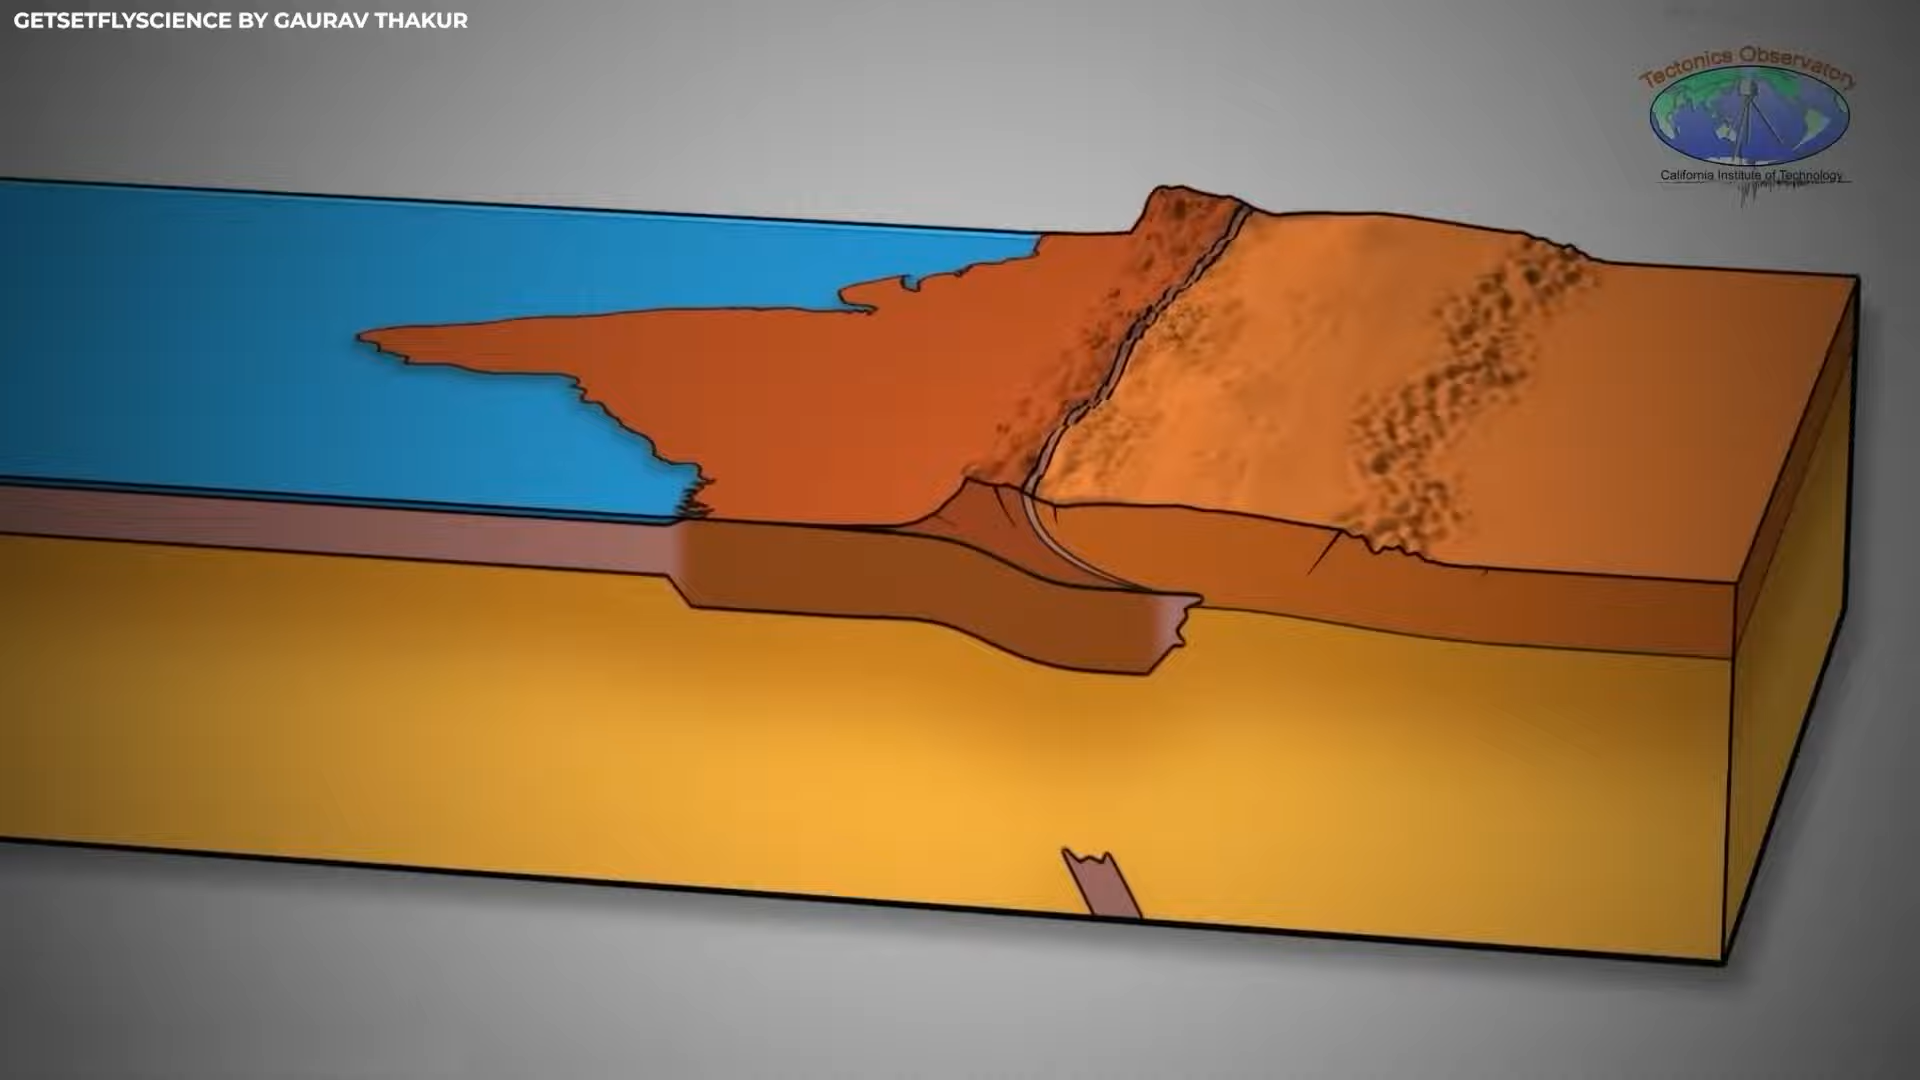 GETSETFLYSCIENCE BY GAURAV THAKUR
Tectonics Observatory
California Institute of Technology